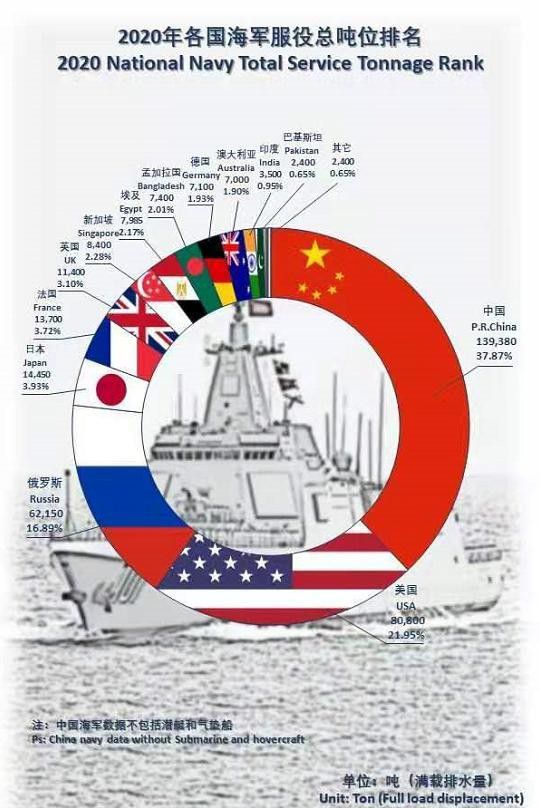 2020年各国海军服役总吨位排名
2020 National Navy Total Service Tonnage Rank
巴基斯坦
Pakistan
2,400
0.65%
其它
2,400
0.65%
印度
India
3,500
0.95%
澳大利亚
Australia
7,000
1.90%
德国
Germany
7,100
1.93%
孟加拉国
Bangladesh
7,400
2.01%
埃及
Egypt
7,985
2.17%
新加坡
Singapore
8,400
2.28%
英国
UK
11,400
3.10%
法国
France
13,700
3.72%
日本
Japan
14,450
3.93%
中国
P.R.China
139,380
37.87%
俄罗斯
Russia
62,150
16.89%
美国
USA
80,800
21.95%
注：中国海军数据不包括潜艇和气垫船
Ps: China navy data without Submarine and hovercraft
单位：吨（满载排水量）
Unit: Ton (Full load displacement)